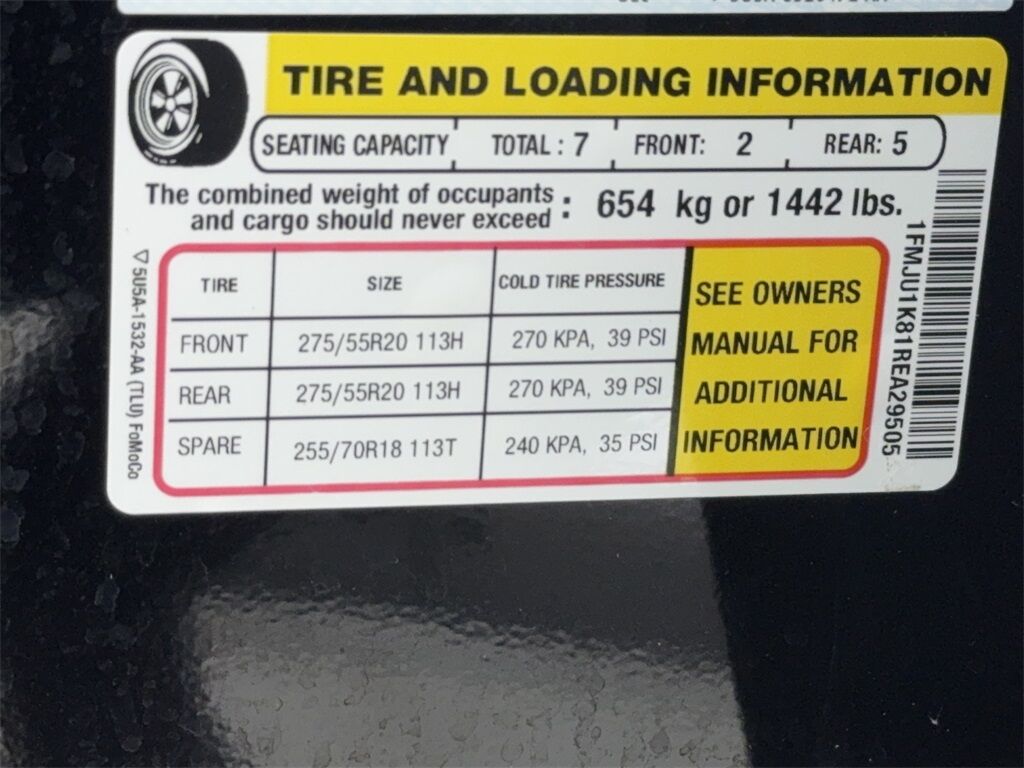 TIRE AND LOADING INFORMATION
SEATING CAPACITY TOTAL : 7 FRONT: 2 REAR: 5
The combined weight of occupants
and cargo should never exceed : 654 kg or 1442 lbs.
TIRE SIZE COLD TIRE PRESSURE
FRONT 275/55R20 113H 270 KPA, 39 PSI
REAR 275/55R20 113H 270 KPA, 39 PSI
SPARE 255/70R18 113T 240 KPA, 35 PSI
SEE OWNERS
MANUAL FOR
ADDITIONAL
INFORMATION
1FMJU1K81REA29505
5U5A-1532-AA (TLU) FoMoCo